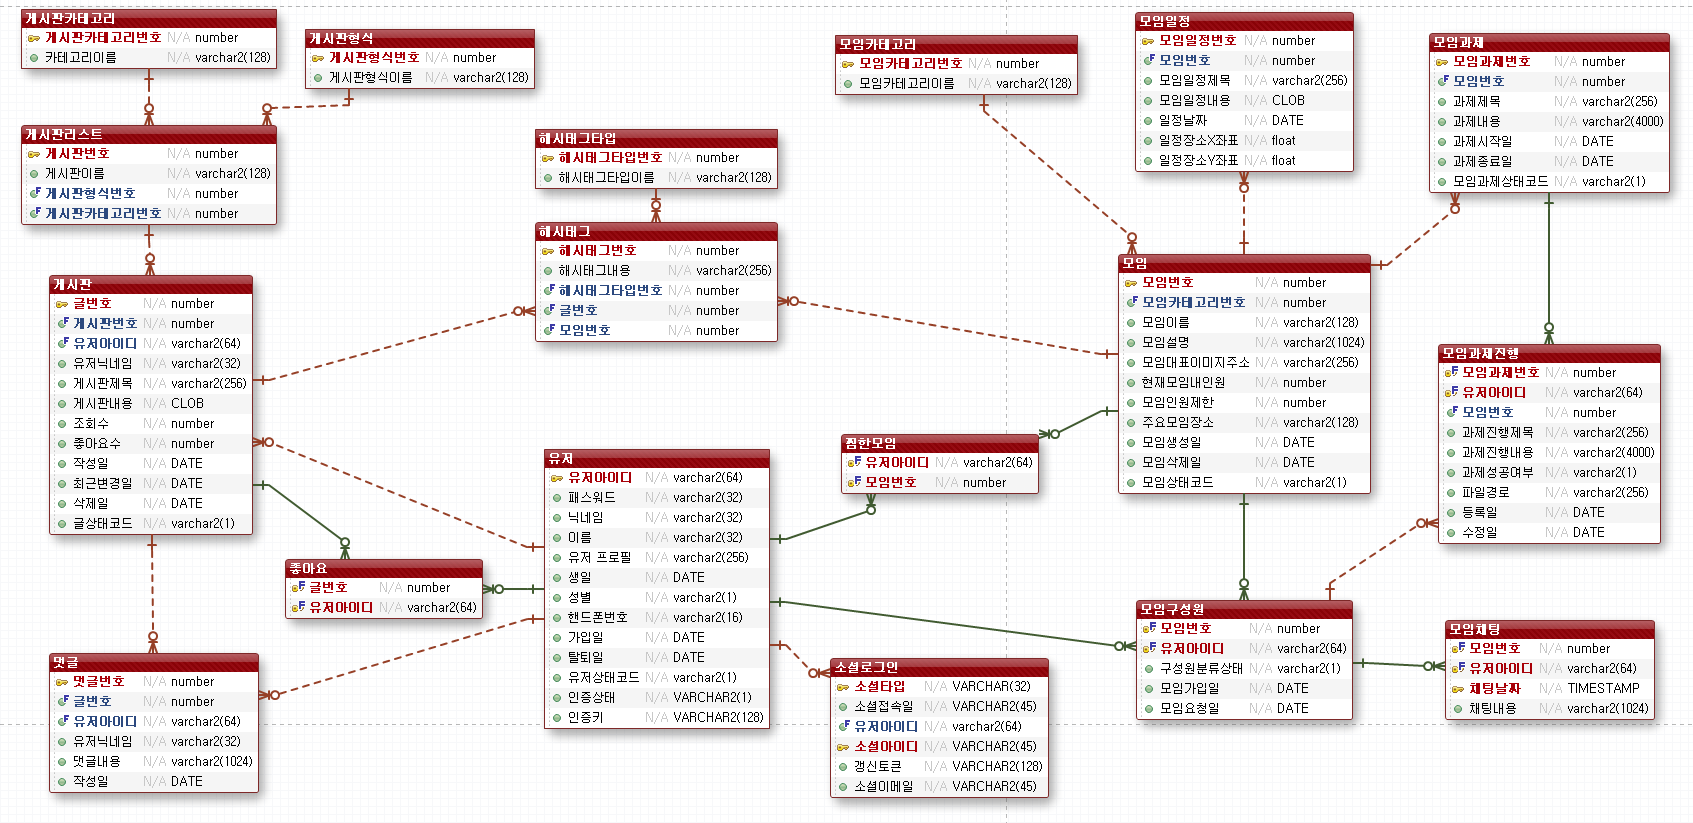 게시판카테고리
게시판카테고리번호 N/A number
카테고리이름 N/A varchar2(128)
게시판형식
게시판형식번호 N/A number
게시판형식이름 N/A varchar2(128)
게시판리스트
게시판번호 N/A number
게시판이름 N/A varchar2(128)
게시판형식번호 N/A number
게시판카테고리번호 N/A number
게시판
글번호 N/A number
게시판번호 N/A number
유저아이디 N/A varchar2(64)
유저닉네임 N/A varchar2(32)
게시판제목 N/A varchar2(256)
게시판내용 N/A CLOB
조회수 N/A number
좋아요수 N/A number
작성일 N/A DATE
최근변경일 N/A DATE
삭제일 N/A DATE
글상태코드 N/A varchar2(1)
좋아요
글번호 N/A number
유저아이디 N/A varchar2(64)
댓글
댓글번호 N/A number
글번호 N/A number
유저아이디 N/A varchar2(64)
유저닉네임 N/A varchar2(32)
댓글내용 N/A varchar2(1024)
작성일 N/A DATE
해시태그타입
해시태그타입번호 N/A number
해시태그타입이름 N/A varchar2(128)
해시태그
해시태그번호 N/A number
해시태그내용 N/A varchar2(256)
해시태그타입번호 N/A number
글번호 N/A number
모임번호 N/A number
유저
유저아이디 N/A varchar2(64)
패스워드 N/A varchar2(32)
닉네임 N/A varchar2(32)
이름 N/A varchar2(32)
유저 프로필 N/A varchar2(256)
생일 N/A DATE
성별 N/A varchar2(1)
핸드폰번호 N/A varchar2(16)
가입일 N/A DATE
탈퇴일 N/A DATE
유저상태코드 N/A varchar2(1)
인증상태 N/A VARCHAR2(1)
인증키 N/A VARCHAR2(128)
모임카테고리
모임카테고리번호 N/A number
모임카테고리이름 N/A varchar2(128)
찜한모임
유저아이디 N/A varchar2(64)
모임번호 N/A number
소셜로그인
소셜타입 N/A VARCHAR(32)
소셜접속일 N/A VARCHAR2(45)
유저아이디 N/A varchar2(64)
소셜아이디 N/A VARCHAR2(45)
갱신토큰 N/A VARCHAR2(128)
소셜이메일 N/A VARCHAR2(45)
모임일정
모임일정번호 N/A number
모임번호 N/A number
모임일정제목 N/A varchar2(256)
모임일정내용 N/A CLOB
일정날짜 N/A DATE
일정장소X좌표 N/A float
일정장소Y좌표 N/A float
모임
모임번호 N/A number
모임카테고리번호 N/A number
모임이름 N/A varchar2(128)
모임설명 N/A varchar2(1024)
모임대표이미지주소 N/A varchar2(256)
현재모임내인원 N/A number
모임인원제한 N/A number
주요모임장소 N/A varchar2(128)
모임생성일 N/A DATE
모임삭제일 N/A DATE
모임상태코드 N/A varchar2(1)
모임구성원
모임번호 N/A number
유저아이디 N/A varchar2(64)
구성원분류상태 N/A varchar2(1)
모임가입일 N/A DATE
모임요청일 N/A DATE
모임과제
모임과제번호 N/A number
모임번호 N/A number
과제제목 N/A varchar2(256)
과제내용 N/A varchar2(4000)
과제시작일 N/A DATE
과제종료일 N/A DATE
모임과제상태코드 N/A varchar2(1)
모임과제진행
모임과제번호 N/A number
유저아이디 N/A varchar2(64)
모임번호 N/A number
과제진행제목 N/A varchar2(256)
과제진행내용 N/A varchar2(4000)
과제성공여부 N/A varchar2(1)
파일경로 N/A varchar2(256)
등록일 N/A DATE
수정일 N/A DATE
모임채팅
모임번호 N/A number
유저아이디 N/A varchar2(64)
채팅날짜 N/A TIMESTAMP
채팅내용 N/A varchar2(1024)